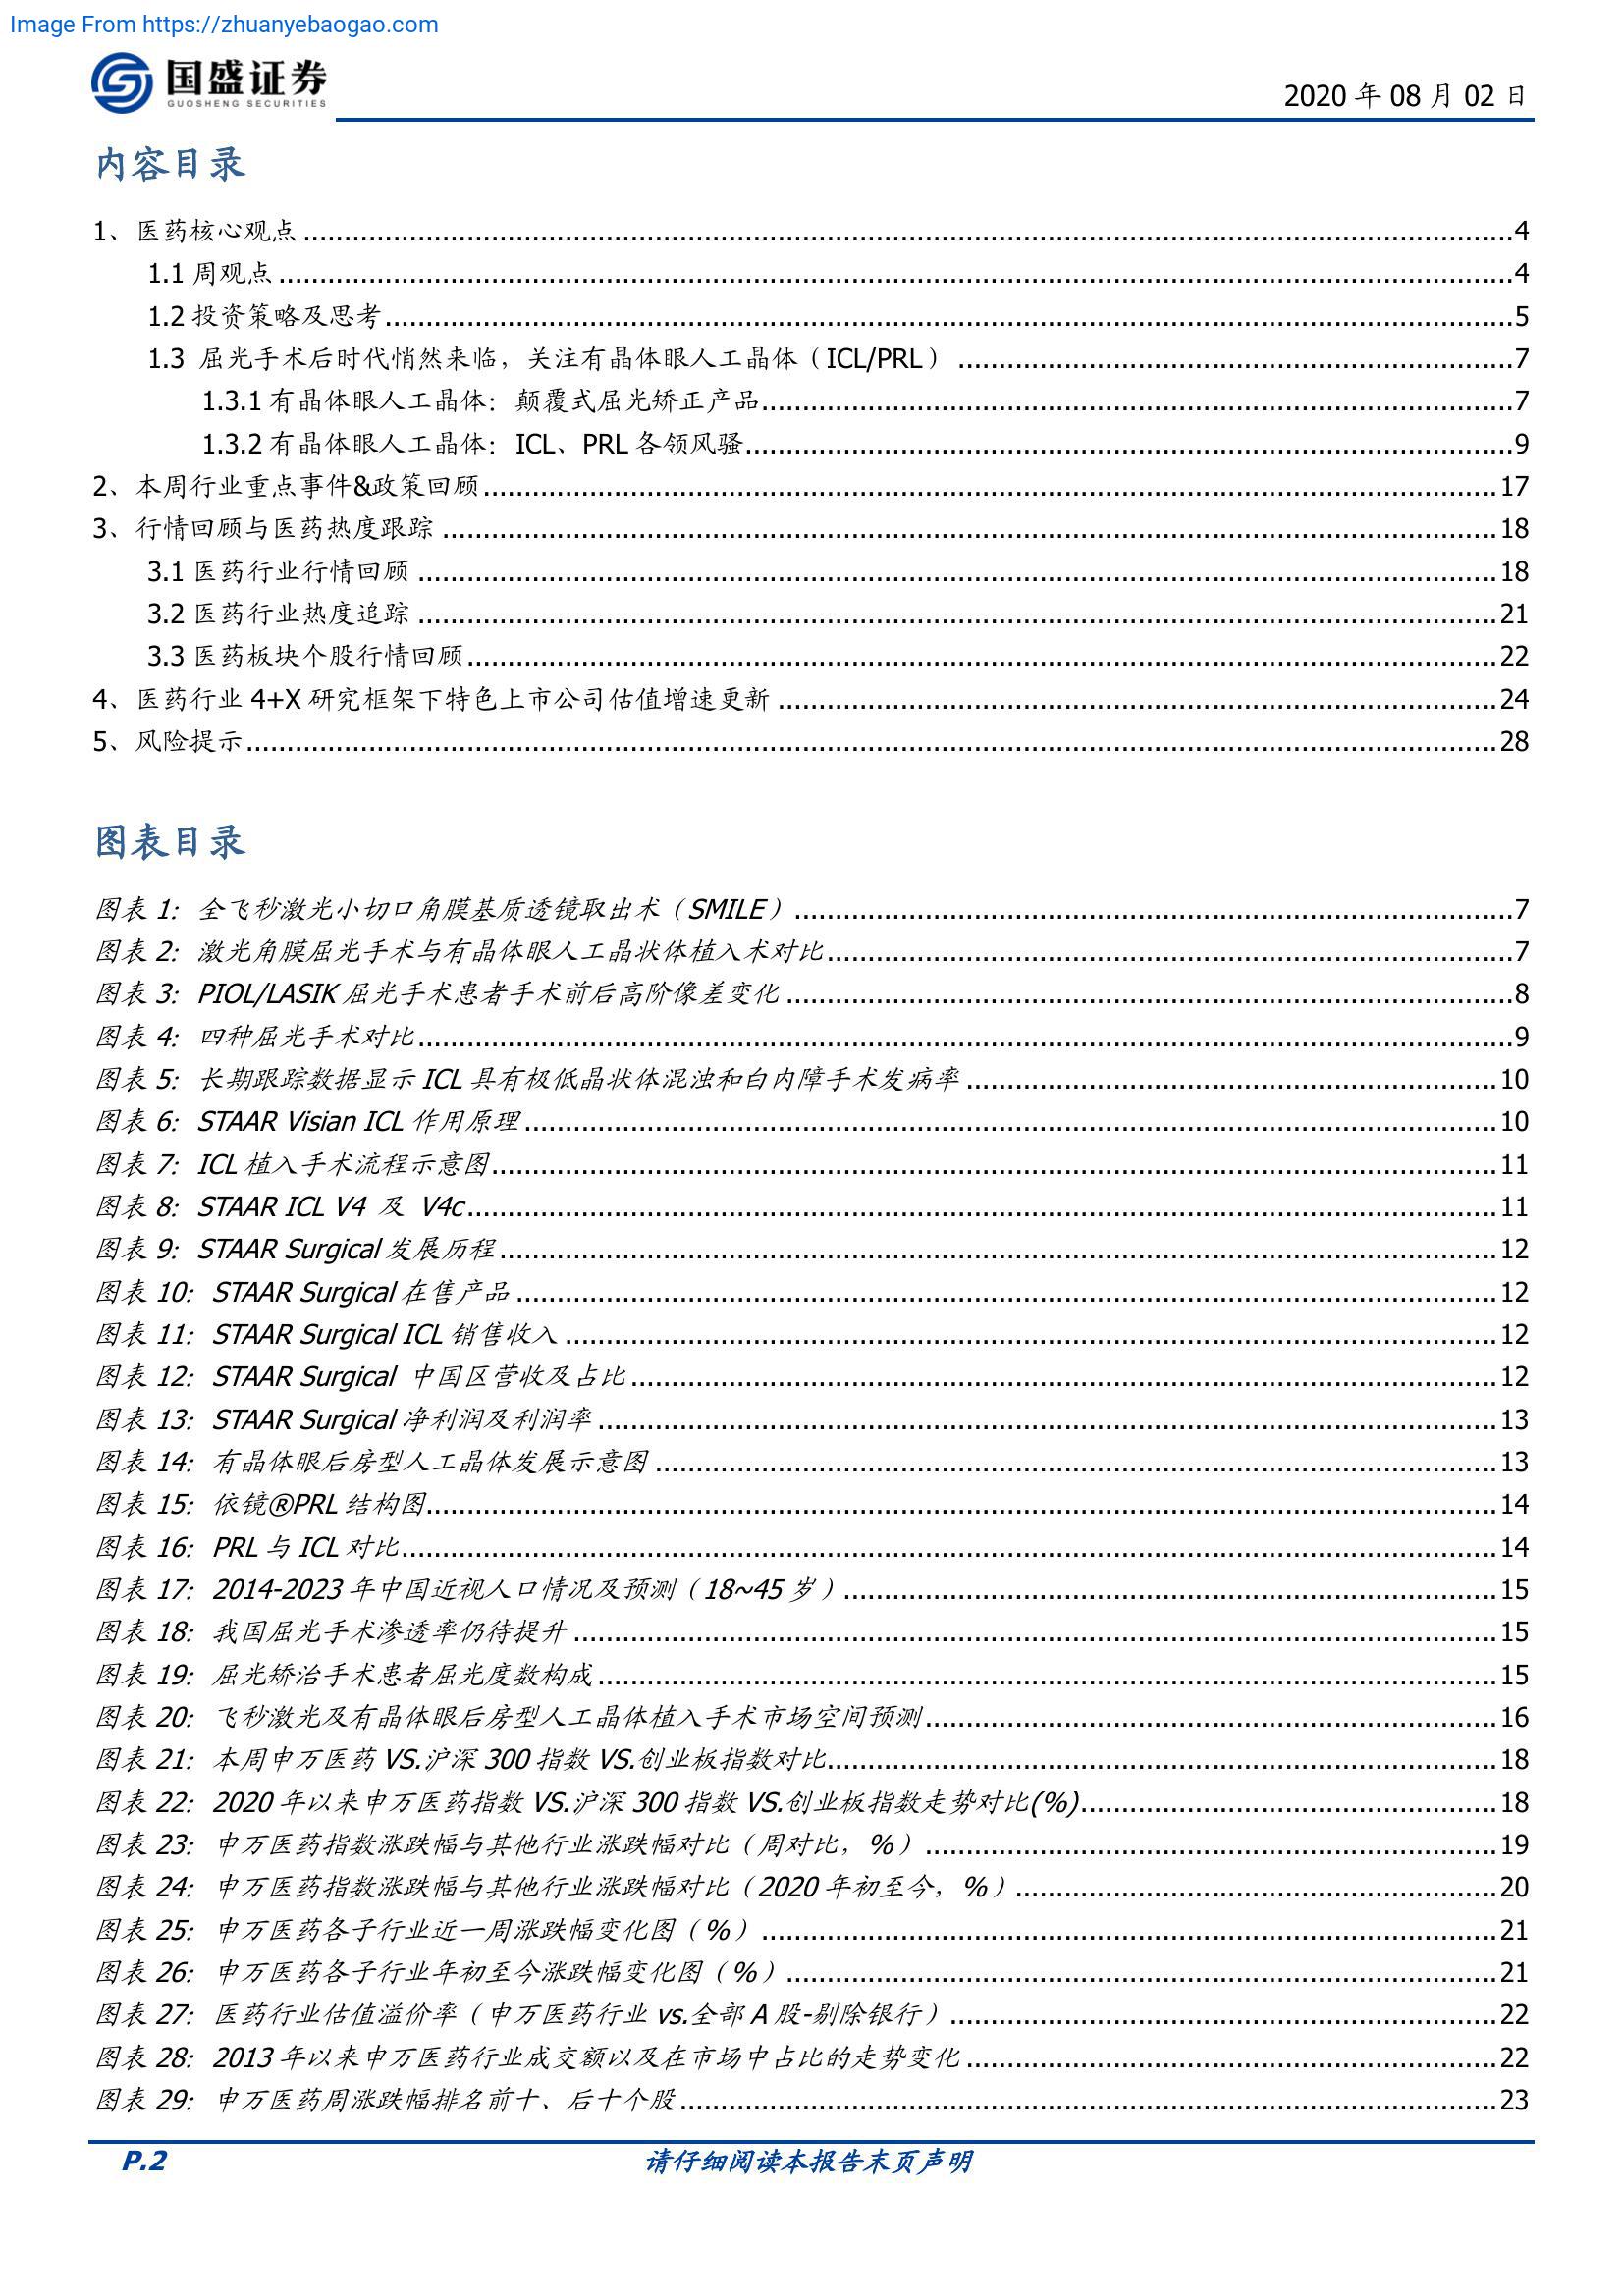 Image From https://zhuanyebaogao.com
国盛证券
GUOSHENG SECURITIES
2020 年 08 月 02 日
内容目录
1、医药核心观点 ........ 4
1.1 周观点 ........ 4
1.2 投资策略及思考 ........ 5
1.3 屈光手术后时代悄然来临，关注有晶体眼人工晶体（ICL/PRL） ........ 7
1.3.1 有晶体眼人工晶体：颠覆式屈光矫正产品 ........ 7
1.3.2 有晶体眼人工晶体：ICL、PRL 各领风骚 ........ 9
2、本周行业重点事件&政策回顾 ........ 17
3、行情回顾与医药热度跟踪 ........ 18
3.1 医药行业行情回顾 ........ 18
3.2 医药行业热度追踪 ........ 21
3.3 医药板块个股行情回顾 ........ 22
4、医药行业 4+X 研究框架下特色上市公司估值增速更新 ........ 24
5、风险提示 ........ 28
图表目录
图表 1：全飞秒激光小切口角膜基质透镜取出术（SMILE） ........ 7
图表 2：激光角膜屈光手术与有晶体眼人工晶状体植入术对比 ........ 7
图表 3：PIOL/LASIK 屈光手术患者手术前后高阶像差变化 ........ 8
图表 4：四种屈光手术对比 ........ 9
图表 5：长期跟踪数据显示 ICL 具有极低晶状体混浊和白内障手术发病率 ........ 10
图表 6：STAAR Visian ICL 作用原理 ........ 10
图表 7：ICL 植入手术流程示意图 ........ 11
图表 8：STAAR ICL V4 及 V4c ........ 11
图表 9：STAAR Surgical 发展历程 ........ 12
图表 10：STAAR Surgical 在售产品 ........ 12
图表 11：STAAR Surgical ICL 销售收入 ........ 12
图表 12：STAAR Surgical 中国区营收及占比 ........ 12
图表 13：STAAR Surgical 净利润及利润率 ........ 13
图表 14：有晶体眼后房型人工晶体发展示意图 ........ 13
图表 15：依镜®PRL 结构图 ........ 14
图表 16：PRL 与 ICL 对比 ........ 14
图表 17：2014-2023 年中国近视人口情况及预测（18~45 岁） ........ 15
图表 18：我国屈光手术渗透率仍待提升 ........ 15
图表 19：屈光矫治手术患者屈光度数构成 ........ 15
图表 20：飞秒激光及有晶体眼后房型人工晶体植入手术市场空间预测 ........ 16
图表 21：本周申万医药 VS.沪深 300 指数 VS.创业板指数对比 ........ 18
图表 22：2020 年以来申万医药指数 VS.沪深 300 指数 VS.创业板指数走势对比(%) ........ 18
图表 23：申万医药指数涨跌幅与其他行业涨跌幅对比（周对比，%） ........ 19
图表 24：申万医药指数涨跌幅与其他行业涨跌幅对比（2020 年初至今，%） ........ 20
图表 25：申万医药各子行业近一周涨跌幅变化图（%） ........ 21
图表 26：申万医药各子行业年初至今涨跌幅变化图（%） ........ 21
图表 27：医药行业估值溢价率（申万医药行业 vs.全部 A 股-剔除银行） ........ 22
图表 28：2013 年以来申万医药行业成交额以及在市场中占比的走势变化 ........ 22
图表 29：申万医药周涨跌幅排名前十、后十个股 ........ 23
P.2
请仔细阅读本报告末页声明